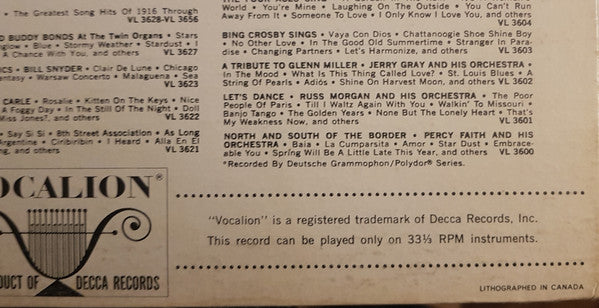 • The Greatest Song Hits Of 1916 Through
VL 3628-VL 3656
BUDDY BONDS At The Twin Organs • Stars
• Blue • Stormy Weather • Stardust • I
A Chance With You, and others VL 3627
BILL SNYDER • Clair De Lune • Chicago
• Warsaw Concerto • Malaguena • Sea
VL 3623
CARLE • Rosalie • Kitten On The Keys • Nice
A Foggy Day • In The Still Of The Night • Doll
Miss Jones!, and others VL 3622
• Say Si Si • 8th Street Association • As Long
• Ciribiribin • I Heard • Alla En El
and others VL 3621
World • You're Mine • Laughing On The Outside • You Can't Run
Away From It • Someone To Love • I Only Know I Love You, and others
VL 3604
BING CROSBY SINGS • Vaya Con Dios • Chattanoogie Shoe Shine Boy
• No Other Love • In The Good Old Summertime • Stranger In Para-
dise • Changing Partners • Let's Harmonize, and others VL 3603
A TRIBUTE TO GLENN MILLER • JERRY GRAY AND HIS ORCHESTRA •
In The Mood • What Is This Thing Called Love? • St. Louis Blues • A
String Of Pearls • Adiós • Shine On Harvest Moon, and others VL 3602
LET'S DANCE • RUSS MORGAN AND HIS ORCHESTRA • The Poor
People Of Paris • Till I Waltz Again With You • Walkin' To Missouri •
Banjo Tango • The Golden Years • None But The Lonely Heart • That's
My Weakness Now, and others VL 3601
NORTH AND SOUTH OF THE BORDER • PERCY FAITH AND HIS
ORCHESTRA • Baia • La Cumparsita • Amor • Star Dust • Embrace-
able You • Spring Will Be A Little Late This Year, and others VL 3600
*Recorded By Deutsche Grammophon/Polydor® Series.
VOCALION®
PRODUCT OF DECCA RECORDS
"Vocalion" is a registered trademark of Decca Records, Inc.
This record can be played only on 33⅓ RPM instruments.
LITHOGRAPHED IN CANADA